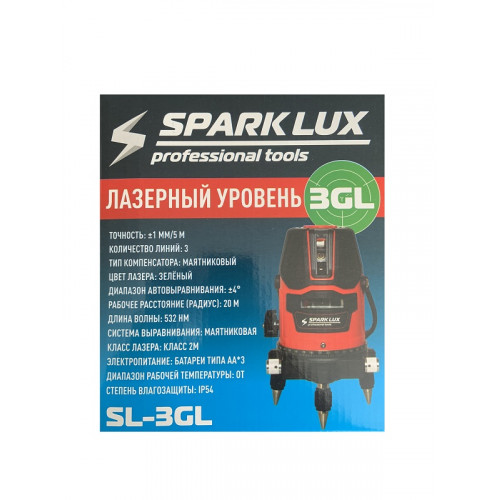 SPARK LUX
professional tools
ЛАЗЕРНЫЙ УРОВЕНЬ 3GL
ТОЧНОСТЬ: ±1 ММ/5 М
КОЛИЧЕСТВО ЛИНИЙ: 3
ТИП КОМПЕНСАТОРА: МАЯТНИКОВЫЙ
ЦВЕТ ЛАЗЕРА: ЗЕЛЁНЫЙ
ДИАПАЗОН АВТОВЫРАВНИВАНИЯ: ±4°
РАБОЧЕЕ РАССТОЯНИЕ (РАДИУС): 20 М
ДЛИНА ВОЛНЫ: 532 НМ
СИСТЕМА ВЫРАВНИВАНИЯ: МАЯТНИКОВАЯ
КЛАСС ЛАЗЕРА: КЛАСС 2М
ЭЛЕКТРОПИТАНИЕ: БАТАРЕИ ТИПА АА*3
ДИАПАЗОН РАБОЧЕЙ ТЕМПЕРАТУРЫ: ОТ
СТЕПЕНЬ ВЛАГОЗАЩИТЫ: IP54
SPARK LUX
SL-3GL